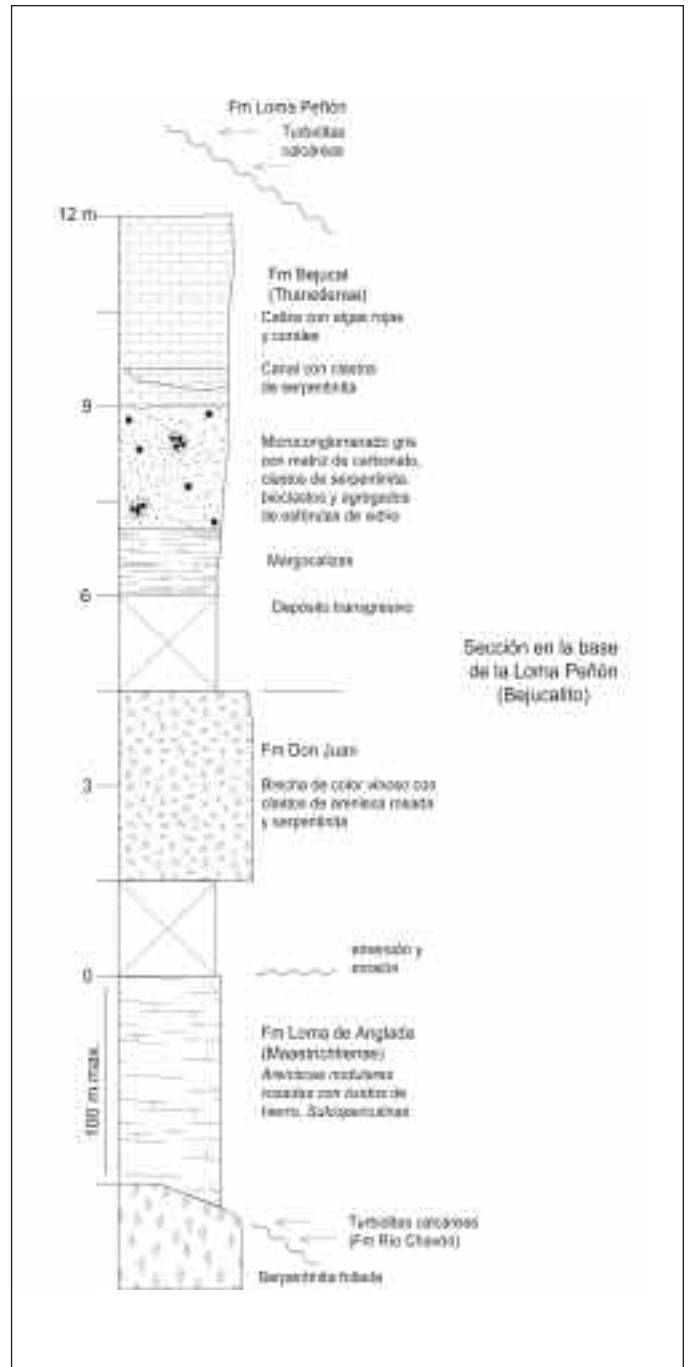 Fm Loma Peñón
Turbiditas
calcáreas
12 m
Fm Bejucal
(Thanetiense)
Caliza con algas rojas
y corales
Canal con clastos
de serpentinita
9
Microconglomerado gris
con matriz de carbonato,
clastos de serpentinita,
bioclastos y agregados
de esférulas de vidrio
Margocalizas
6
Depósito transgresivo
Sección en la base
de la Loma Peñón
(Bejucalito)
Fm Don Juan
3
Brecha de color vinoso con
clastos de arenisca rosada
y serpentinita
emersión y
erosión
0
Fm Loma de Anglada
(Maastrichtiense)
Areniscas nodulares
rosadas con óxidos de
hierro.
100 m max.
Turbiditas calcáreas
(Fm Río Chavón)
Serpentinita foliada